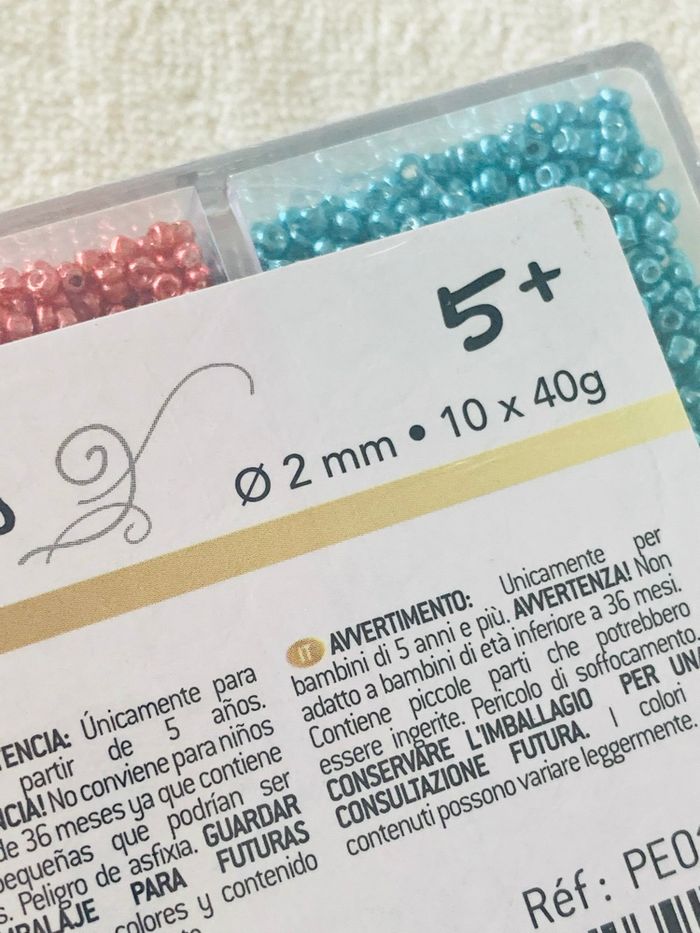 5+
Ø 2 mm • 10 x 40g
TENCIA: Únicamente para
partir de 5 años.
NCIA! No conviene para niños
de 36 meses ya que contiene
pequeñas que podrían ser
s. Peligro de asfixia. GUARDAR
MBALAJE PARA FUTURAS
colores y contenido
IT AVVERTIMENTO: Unicamente per
bambini di 5 anni e più. AVVERTENZA! Non
adatto a bambini di età inferiore a 36 mesi.
Contiene piccole parti che potrebbero
essere ingerite. Pericolo di soffocamento.
CONSERVARE L'IMBALLAGIO PER UNA
CONSULTAZIONE FUTURA. I colori
contenuti possono variare leggermente.
Réf : PE0